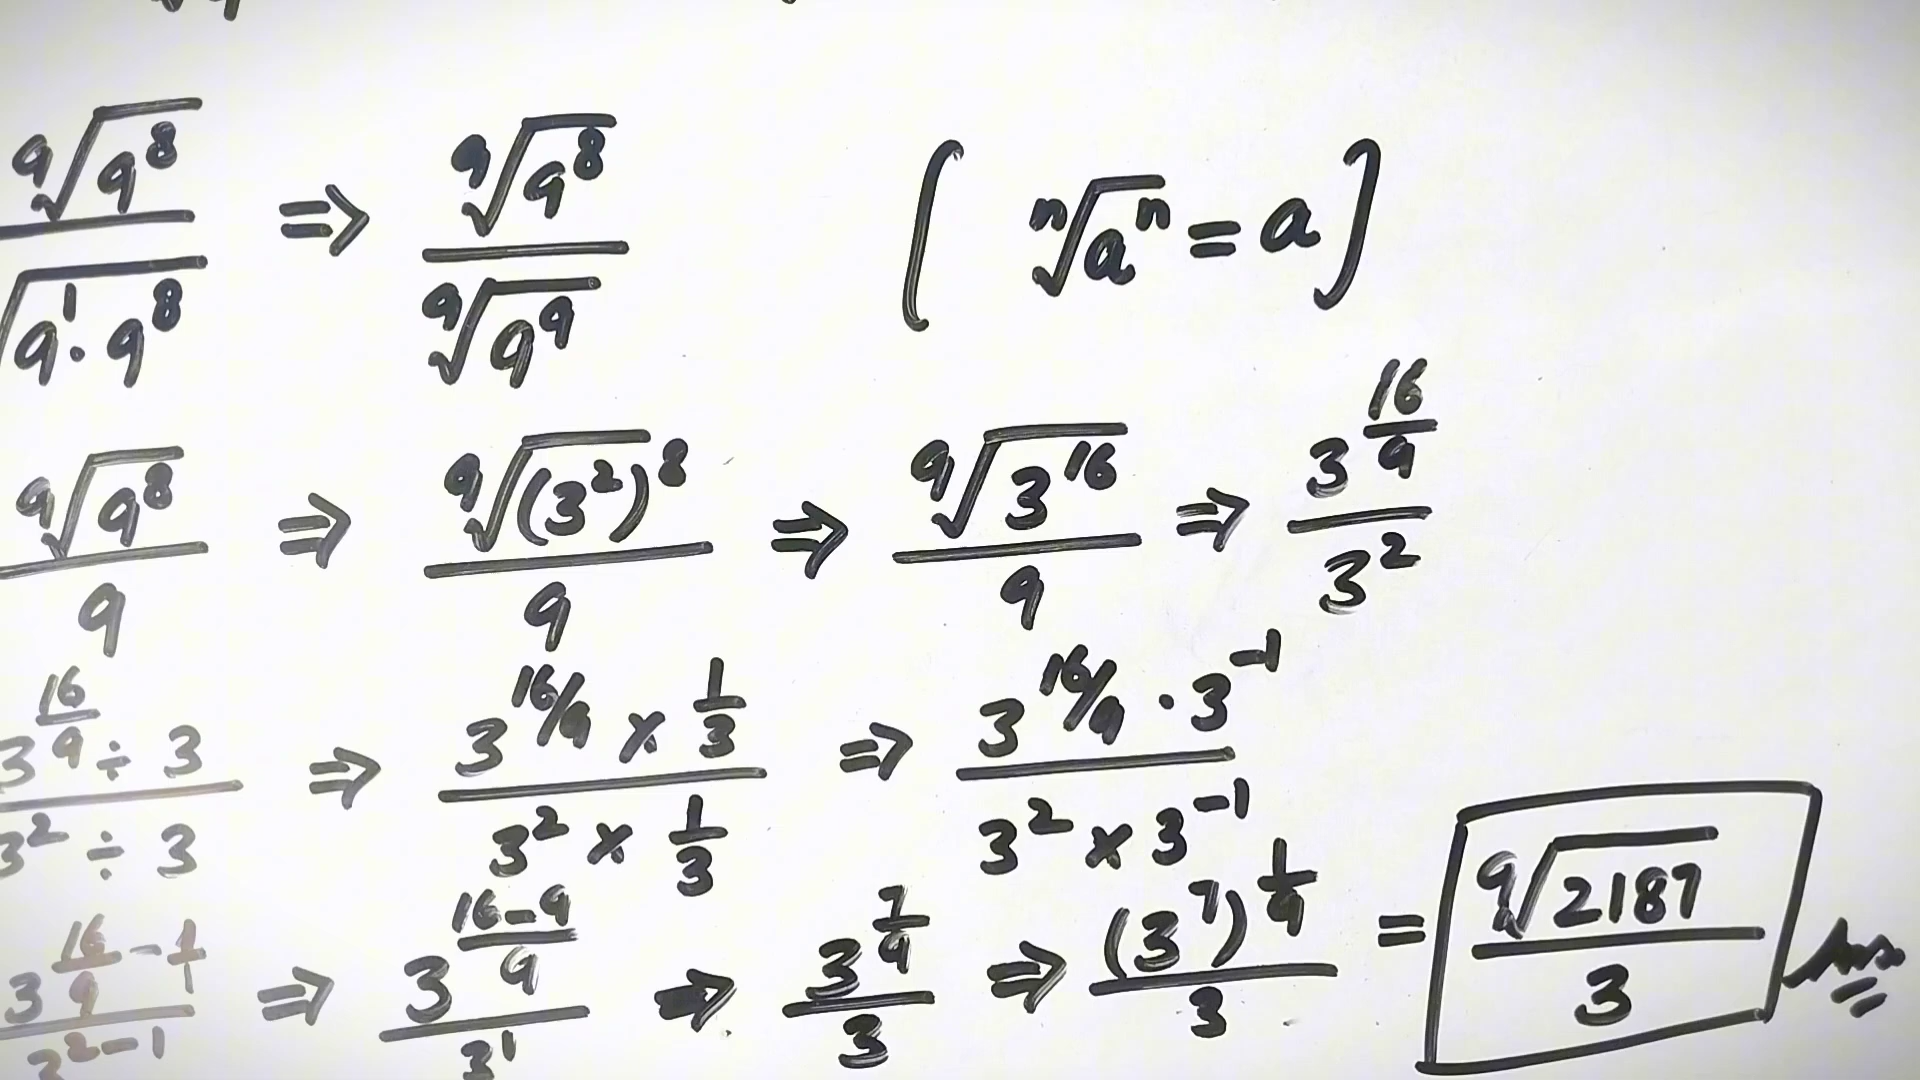 ⁹√9⁸ / √(9¹·9⁸) ⇒ ⁹√9⁸ / ⁹√9⁹ [ ⁿ√aⁿ = a ]
⁹√9⁸ / 9 ⇒ ⁹√(3²)⁸ / 9 ⇒ ⁹√3¹⁶ / 9 ⇒ 3^(16/9) / 3²
3^(16/9) ÷ 3 / 3² ÷ 3 ⇒ 3^(16/9) × 1/3 / 3² × 1/3 ⇒ 3^(16/9) · 3⁻¹ / 3² × 3⁻¹
3^(16/9 - 1/1) / 3^(2-1) ⇒ 3^((16-9)/9) / 3¹ ⇒ 3^(7/9) / 3 ⇒ (3⁷)^(1/9) / 3 = ⁹√2187 / 3 Ans